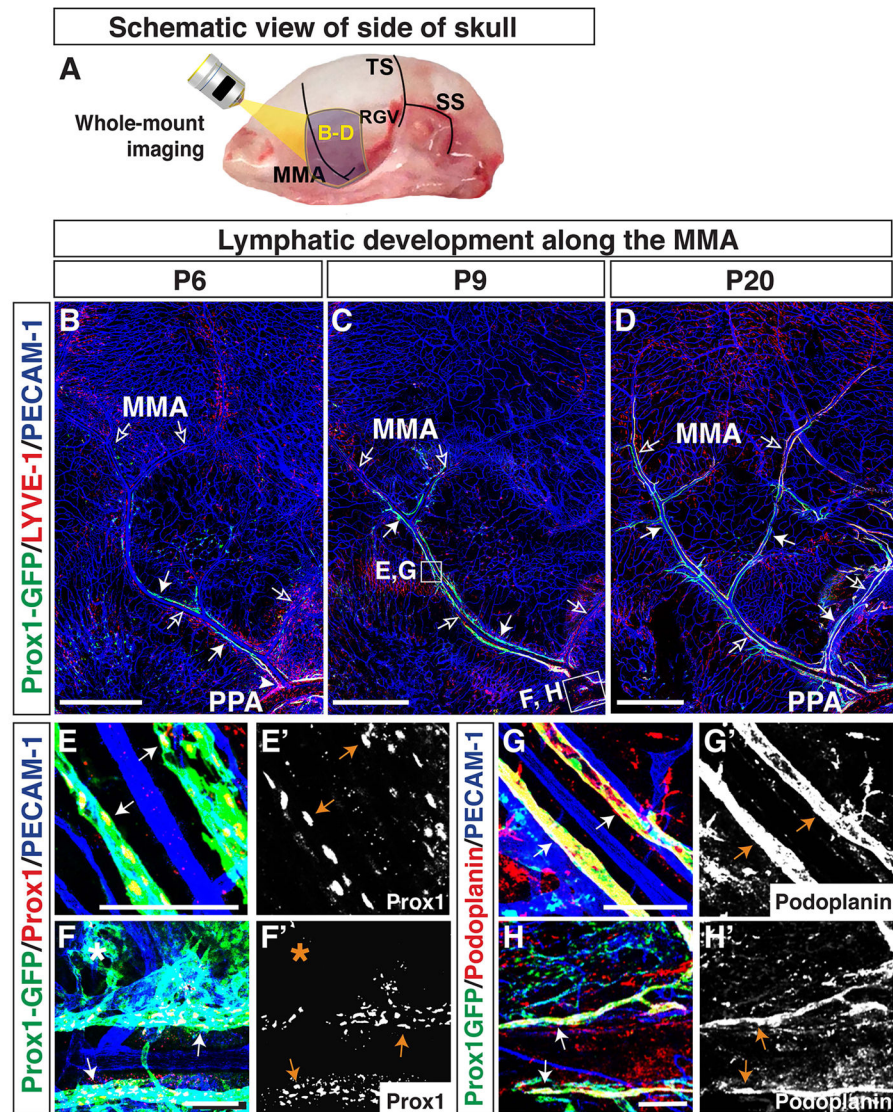 Schematic view of side of skull
A
TS
SS
RGV
Whole-mount
imaging
B-D
MMA
Lymphatic development along the MMA
P6
P9
P20
Prox1-GFP/LYVE-1/PECAM-1
B
MMA
PPA
C
MMA
E,G
F, H
D
MMA
PPA
Prox1-GFP/Prox1/PECAM-1
E
E'
Prox1
F
*
F'
*
Prox1
Prox1GFP/Podoplanin/PECAM-1
G
G'
Podoplanin
H
H'
Podoplanin